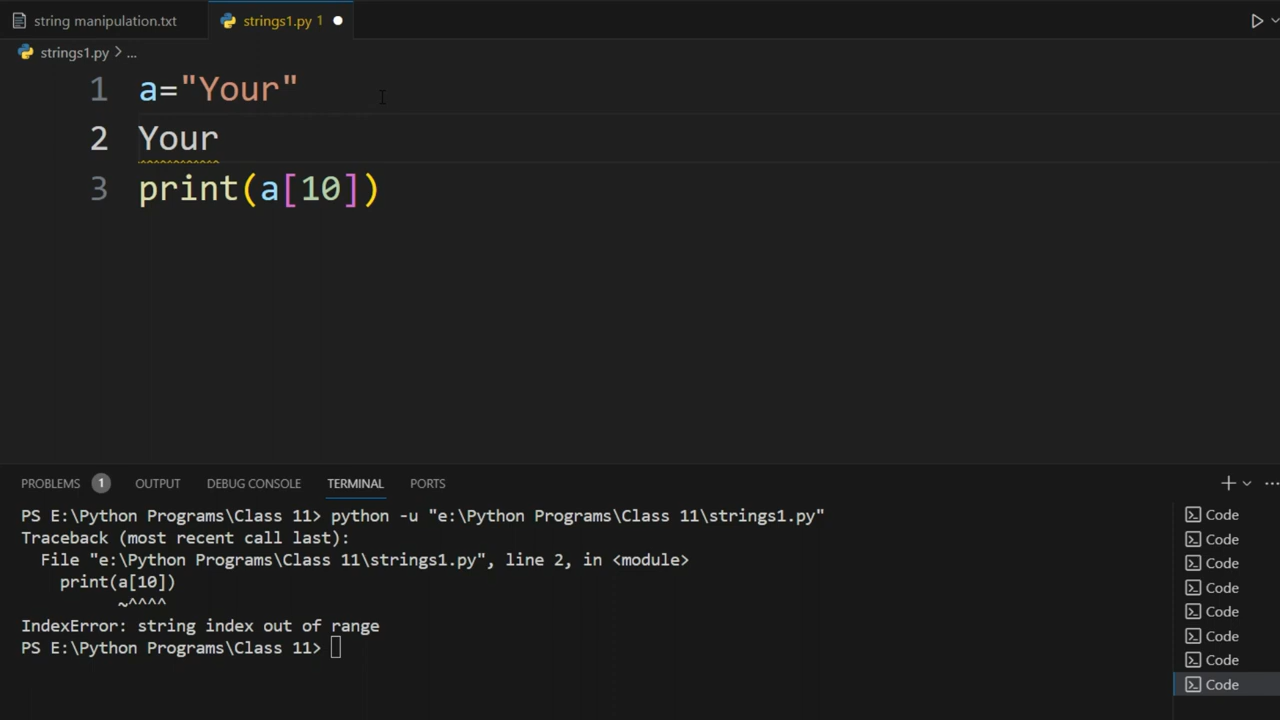 string manipulation.txt
strings1.py 1
strings1.py > ...
1 a="Your"
2 Your
3 print(a[10])
PROBLEMS 1 OUTPUT DEBUG CONSOLE TERMINAL PORTS
PS E:\Python Programs\Class 11> python -u "e:\Python Programs\Class 11\strings1.py"
Traceback (most recent call last):
  File "e:\Python Programs\Class 11\strings1.py", line 2, in <module>
    print(a[10])
          ~^^^^
IndexError: string index out of range
PS E:\Python Programs\Class 11>
Code
Code
Code
Code
Code
Code
Code
Code